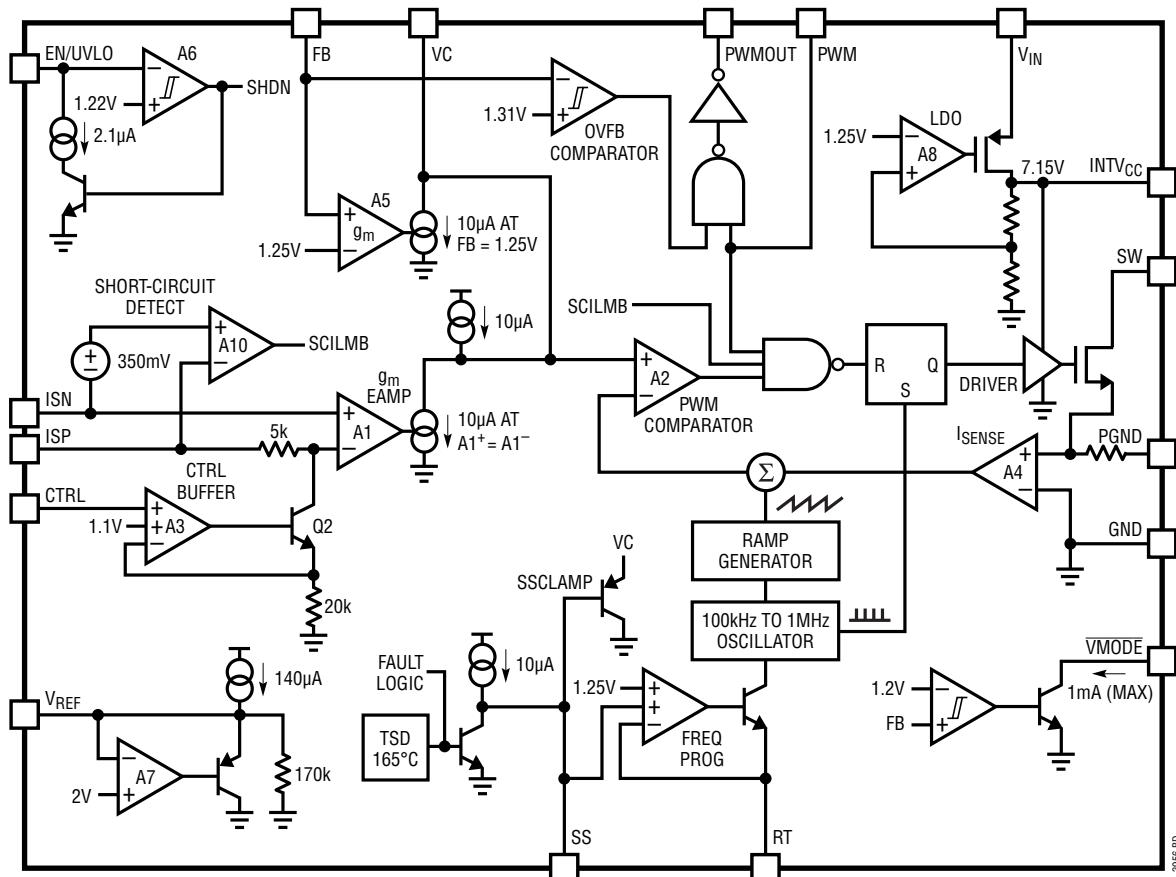 EN/UVLO
A6
FB
VC
PWMOUT
PWM
VIN
SHDN
1.22V
2.1µA
1.31V
OVFB
COMPARATOR
LDO
1.25V
A8
7.15V
INTVCC
A5
gm
1.25V
10µA AT
FB = 1.25V
SW
SHORT-CIRCUIT
DETECT
A10
SCILMB
350mV
10µA
SCILMB
A2
PWM
COMPARATOR
R
Q
S
DRIVER
ISN
gm
EAMP
A1
10µA AT
A1+ = A1–
ISP
5k
ISENSE
A4
PGND
CTRL
CTRL
BUFFER
1.1V
A3
Q2
Σ
GND
RAMP
GENERATOR
VC
20k
SSCLAMP
100kHz TO 1MHz
OSCILLATOR
VMODE
1mA (MAX)
140µA
FAULT
LOGIC
10µA
1.25V
1.2V
FB
VREF
TSD
165°C
FREQ
PROG
A7
2V
170k
SS
RT
3956 BD